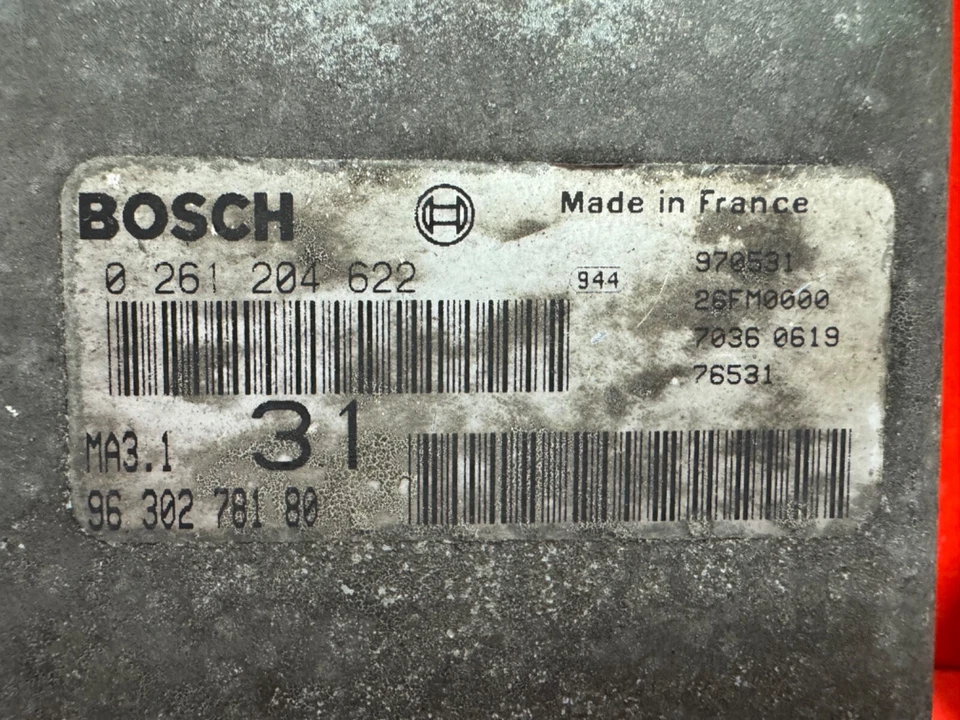 BOSCH
Made in France
0 261 204 622
944
970531
26FM0000
7036 0619
76531
31
MA3.1
96 302 781 80